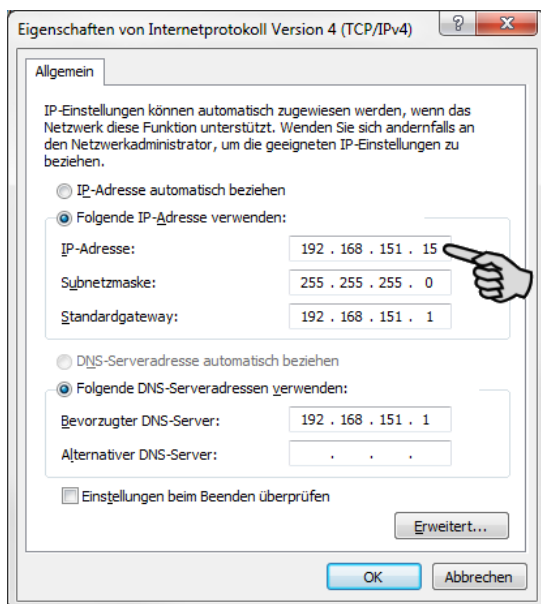 Eigenschaften von Internetprotokoll Version 4 (TCP/IPv4)
?
Allgemein
IP-Einstellungen können automatisch zugewiesen werden, wenn das
Netzwerk diese Funktion unterstützt. Wenden Sie sich andernfalls an
den Netzwerkadministrator, um die geeigneten IP-Einstellungen zu
beziehen.
IP-Adresse automatisch beziehen
Folgende IP-Adresse verwenden:
IP-Adresse: 192 . 168 . 151 . 15
Subnetzmaske: 255 . 255 . 255 . 0
Standardgateway: 192 . 168 . 151 . 1
DNS-Serveradresse automatisch beziehen
Folgende DNS-Serveradressen verwenden:
Bevorzugter DNS-Server: 192 . 168 . 151 . 1
Alternativer DNS-Server: . . .
Einstellungen beim Beenden überprüfen
Erweitert...
OK Abbrechen